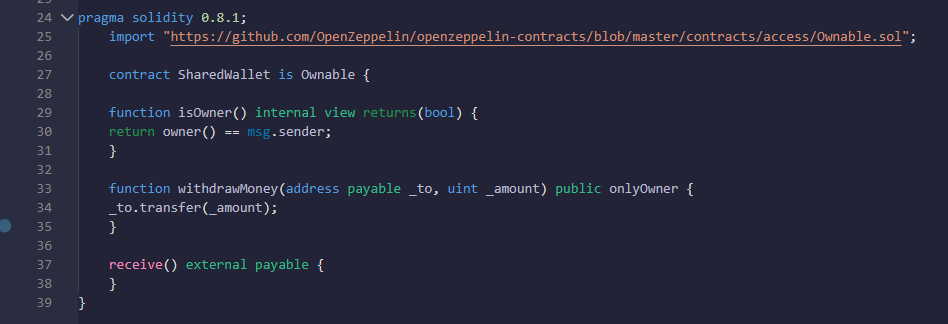 24 pragma solidity 0.8.1;
25 import "https://github.com/OpenZeppelin/openzeppelin-contracts/blob/master/contracts/access/Ownable.sol";
26
27 contract SharedWallet is Ownable {
28
29 function isOwner() internal view returns(bool) {
30 return owner() == msg.sender;
31 }
32
33 function withdrawMoney(address payable _to, uint _amount) public onlyOwner {
34 _to.transfer(_amount);
35 }
36
37 receive() external payable {
38 }
39 }